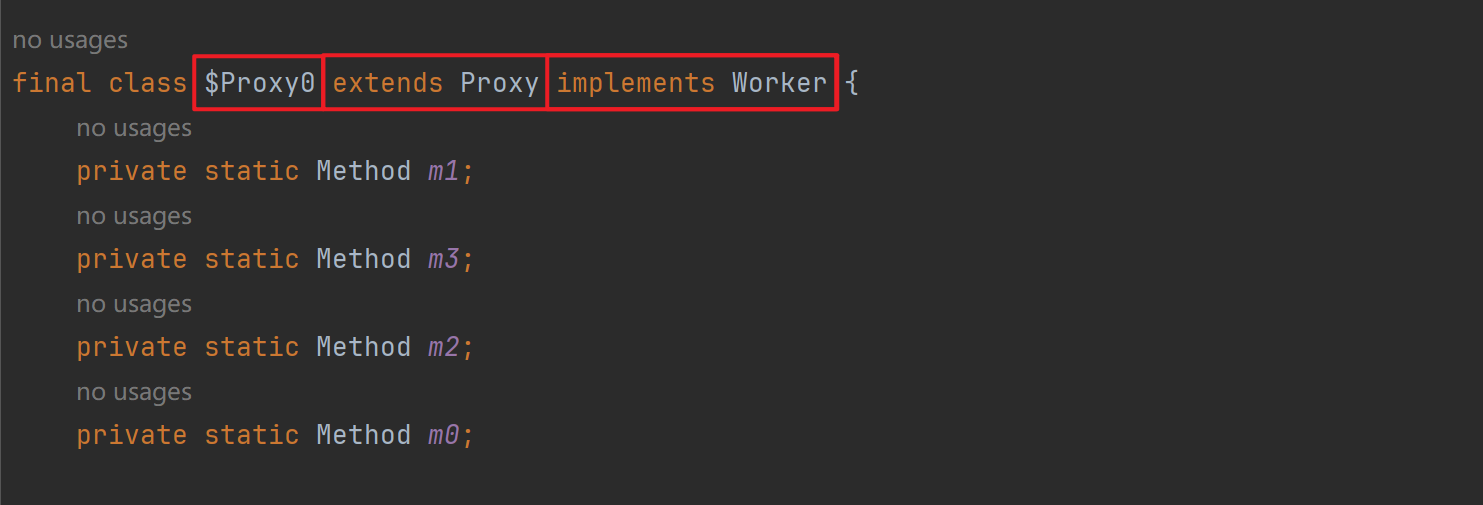 no usages
final class $Proxy0 extends Proxy implements Worker {
no usages
private static Method m1;
no usages
private static Method m3;
no usages
private static Method m2;
no usages
private static Method m0;